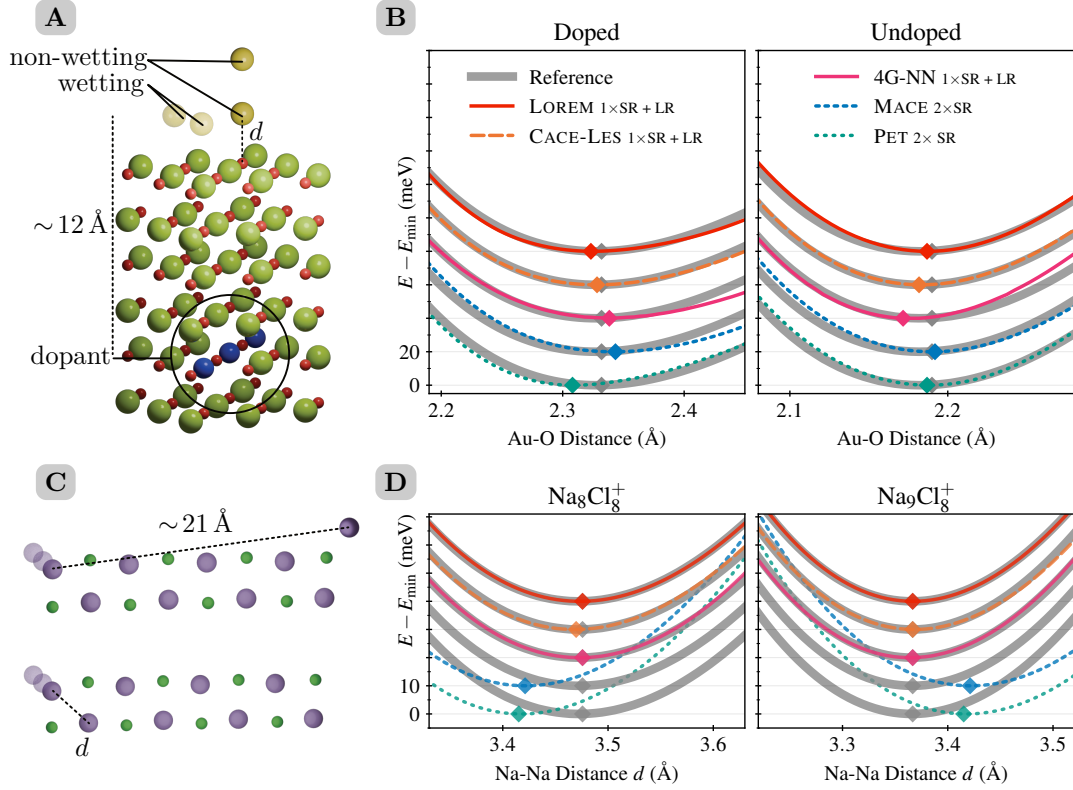 A
non-wetting
wetting
d
~ 12 Å
dopant
B
Doped
Undoped
Reference
LOREM 1×SR + LR
CACE-LES 1×SR + LR
4G-NN 1×SR + LR
MACE 2×SR
PET 2× SR
E − E_min (meV)
20
0
2.2
2.3
2.4
2.1
2.2
Au-O Distance (Å)
Au-O Distance (Å)
C
~ 21 Å
d
D
Na₈Cl₈⁺
Na₉Cl₈⁺
E − E_min (meV)
10
0
3.4
3.5
3.6
3.3
3.4
3.5
Na-Na Distance d (Å)
Na-Na Distance d (Å)